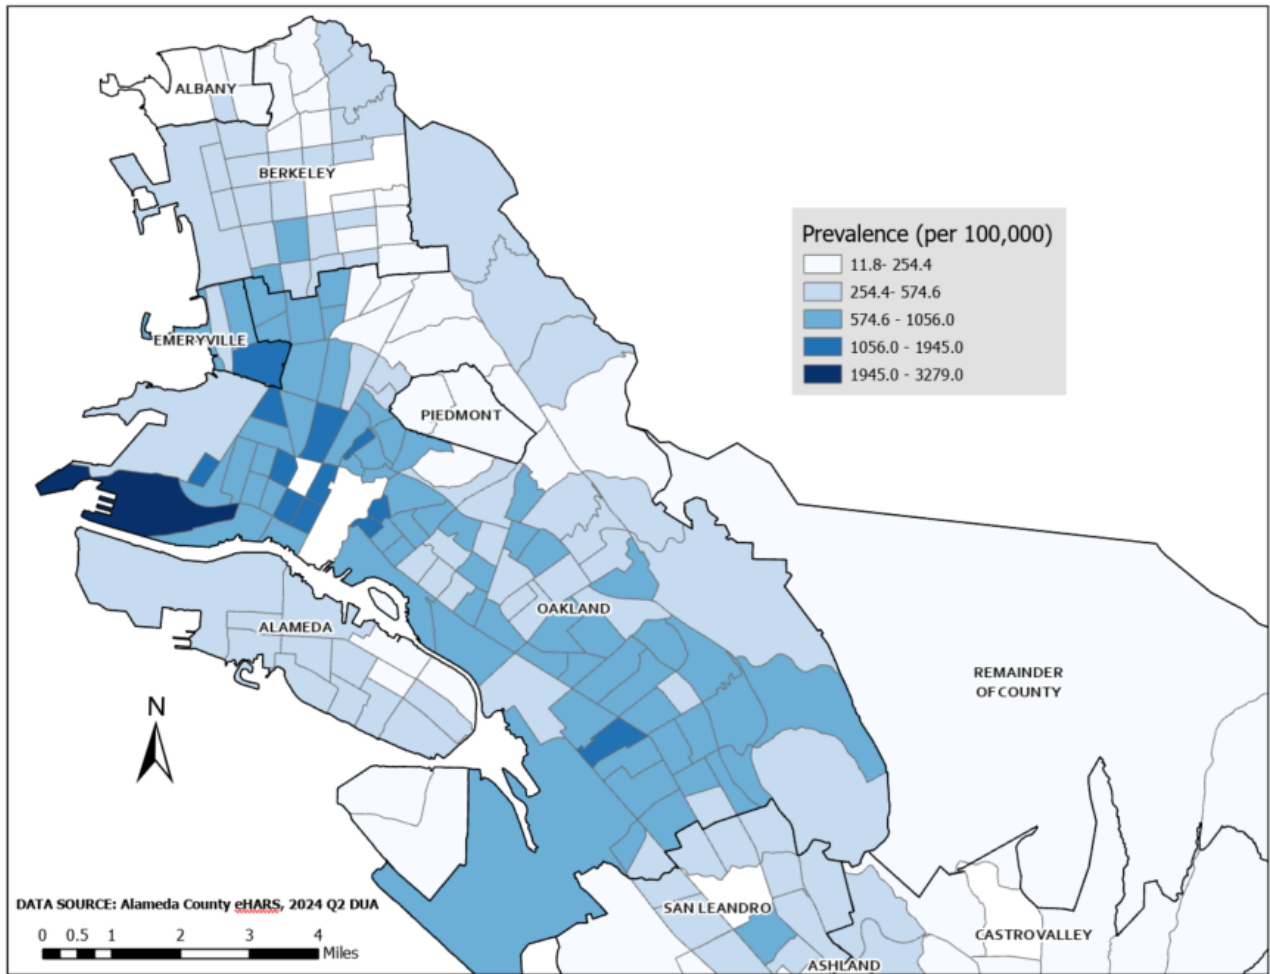 ALBANY
BERKELEY
Prevalence (per 100,000)
11.8- 254.4
254.4- 574.6
574.6 - 1056.0
1056.0 - 1945.0
1945.0 - 3279.0
EMERYVILLE
PIEDMONT
OAKLAND
ALAMEDA
REMAINDER
OF COUNTY
N
DATA SOURCE: Alameda County eHARS, 2024 Q2 DUA
SAN LEANDRO
0 0.5 1 2 3 4
Miles
CASTRO VALLEY
ASHLAND